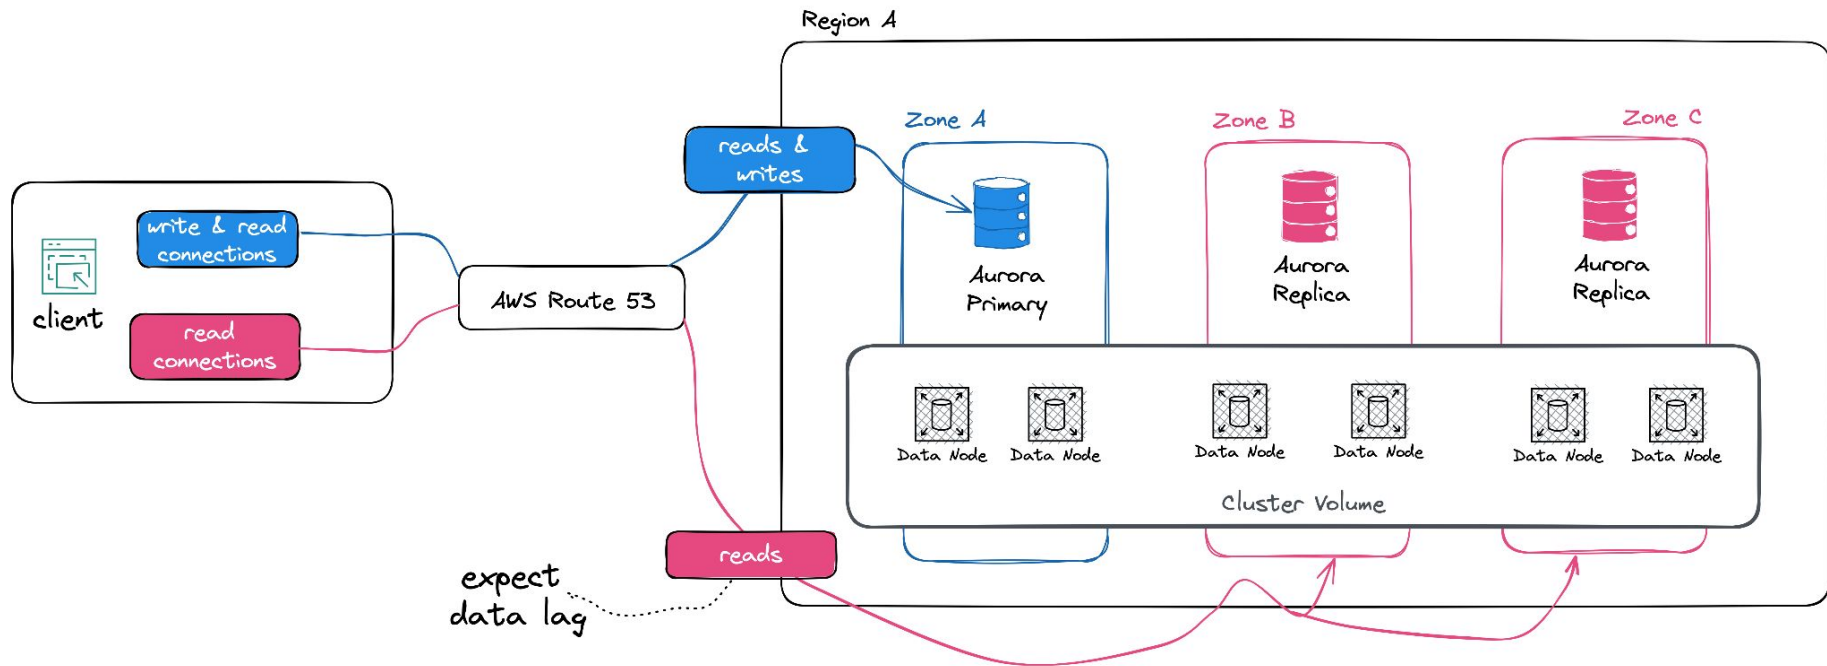 Region A
Zone A
Zone B
Zone C
reads &
writes
write & read
connections
client
read
connections
AWS Route 53
Aurora
Primary
Aurora
Replica
Aurora
Replica
Data Node
Data Node
Data Node
Data Node
Data Node
Data Node
Cluster Volume
reads
expect
data lag